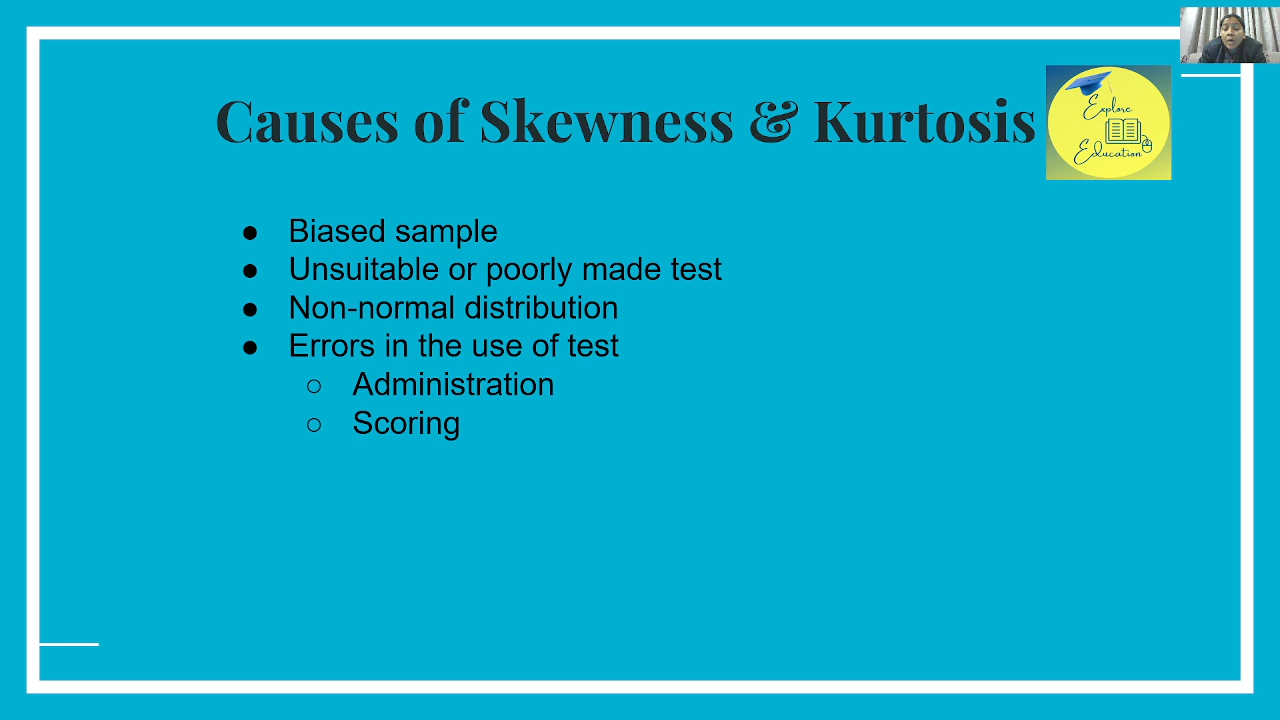 Causes of Skewness & Kurtosis
Explore
Education
● Biased sample
● Unsuitable or poorly made test
● Non-normal distribution
● Errors in the use of test
○ Administration
○ Scoring